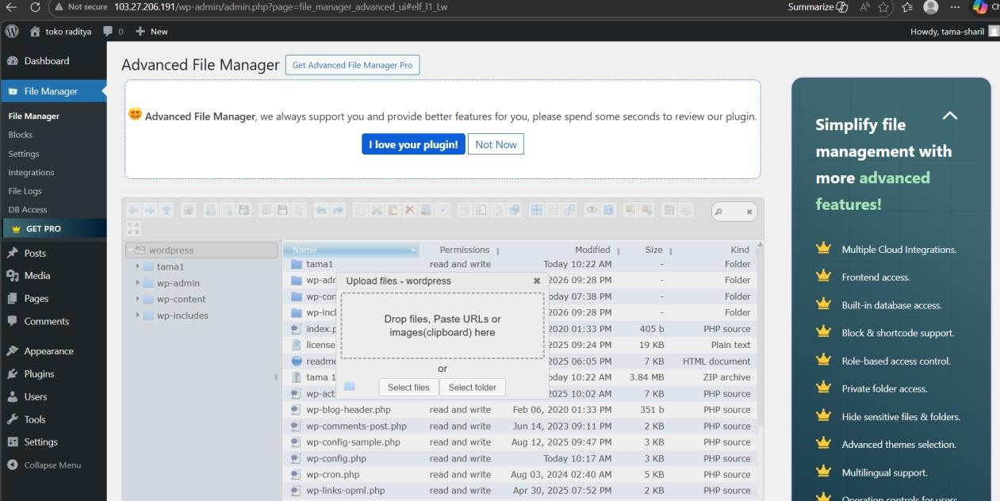 Not secure 103.27.206.191/wp-admin/admin.php?page=file_manager_advanced_ui#elf_l1_Lw Summarize
toko raditya 0 New Howdy, tama-sharil
Dashboard
File Manager
File Manager
Blocks
Settings
Integrations
File Logs
DB Access
GET PRO
Posts
Media
Pages
Comments
Appearance
Plugins
Users
Tools
Settings
Collapse Menu
Advanced File Manager Get Advanced File Manager Pro
Advanced File Manager, we always support you and provide better features for you, please spend some seconds to review our plugin.
I love your plugin! Not Now
wordpress
tama1
wp-admin
wp-content
wp-includes
Name Permissions Modified Size Kind
tama1 read and write Today 10:22 AM - Folder
2026 09:28 PM - Folder
07:38 PM - Folder
2026 09:28 PM - Folder
2020 01:33 PM 405 b PHP source
license 2025 09:24 PM 19 KB Plain text
2025 06:05 PM 7 KB HTML document
tama 1 10:22 AM 3.84 MB ZIP archive
2025 10:02 AM 7 KB PHP source
wp-blog-header.php read and write Feb 06, 2020 01:33 PM 351 b PHP source
wp-comments-post.php read and write Jun 14, 2023 09:11 PM 2 KB PHP source
wp-config-sample.php read and write Aug 12, 2025 09:47 PM 3 KB PHP source
wp-config.php read and write Today 10:17 AM 3 KB PHP source
wp-cron.php read and write Aug 03, 2024 02:40 AM 5 KB PHP source
wp-links-opml.php read and write Apr 30, 2025 07:52 PM 2 KB PHP source
Upload files - wordpress
Drop files, Paste URLs or
images(clipboard) here
or
Select files Select folder
Simplify file
management with
more advanced
features!
Multiple Cloud Integrations.
Frontend access.
Built-in database access.
Block & shortcode support.
Role-based access control.
Private folder access.
Hide sensitive files & folders.
Advanced themes selection.
Multilingual support.
Operation controls for users